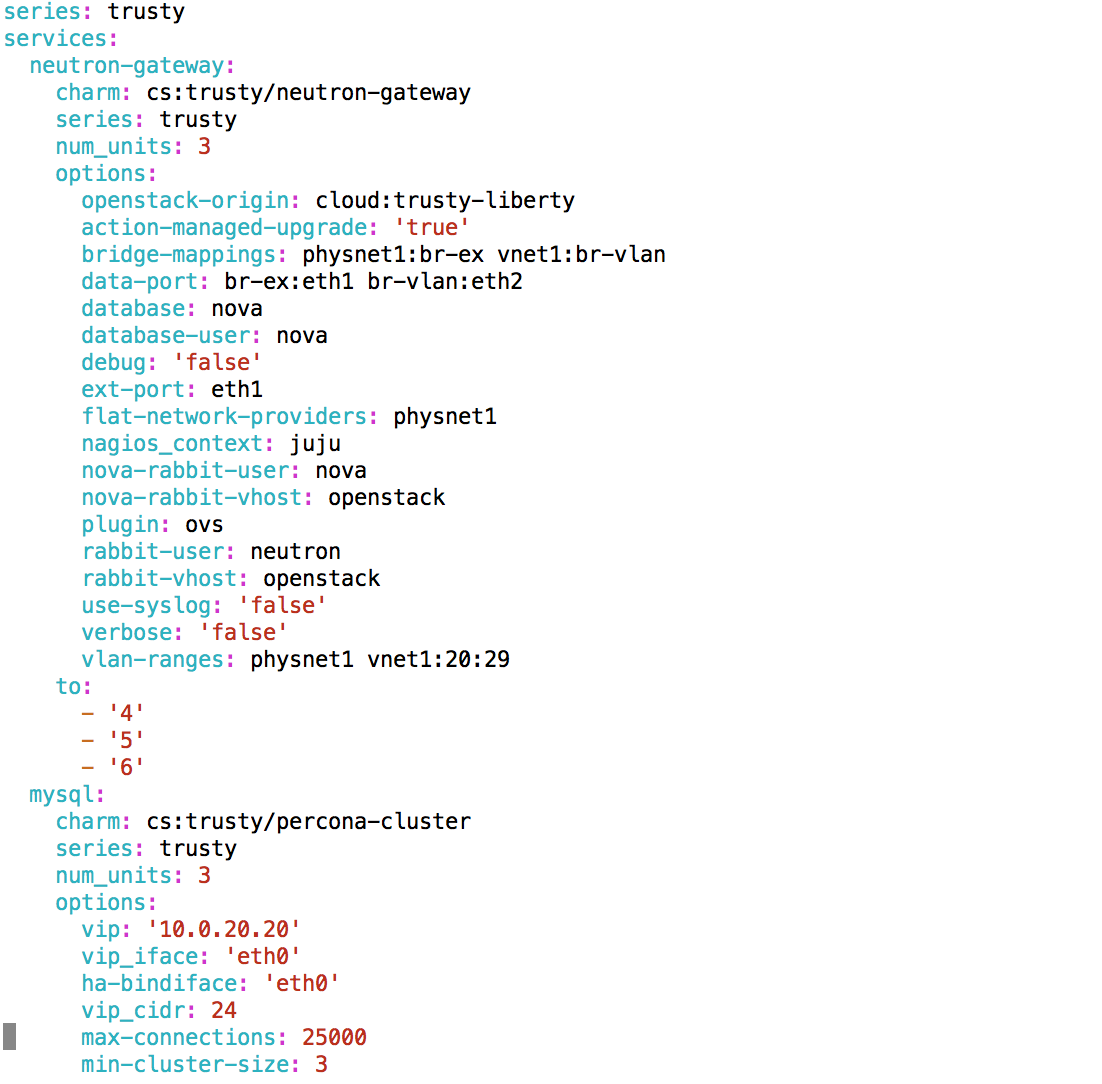 series: trusty
services:
  neutron-gateway:
    charm: cs:trusty/neutron-gateway
    series: trusty
    num_units: 3
    options:
      openstack-origin: cloud:trusty-liberty
      action-managed-upgrade: 'true'
      bridge-mappings: physnet1:br-ex vnet1:br-vlan
      data-port: br-ex:eth1 br-vlan:eth2
      database: nova
      database-user: nova
      debug: 'false'
      ext-port: eth1
      flat-network-providers: physnet1
      nagios_context: juju
      nova-rabbit-user: nova
      nova-rabbit-vhost: openstack
      plugin: ovs
      rabbit-user: neutron
      rabbit-vhost: openstack
      use-syslog: 'false'
      verbose: 'false'
      vlan-ranges: physnet1 vnet1:20:29
    to:
      - '4'
      - '5'
      - '6'
  mysql:
    charm: cs:trusty/percona-cluster
    series: trusty
    num_units: 3
    options:
      vip: '10.0.20.20'
      vip_iface: 'eth0'
      ha-bindiface: 'eth0'
      vip_cidr: 24
      max-connections: 25000
      min-cluster-size: 3